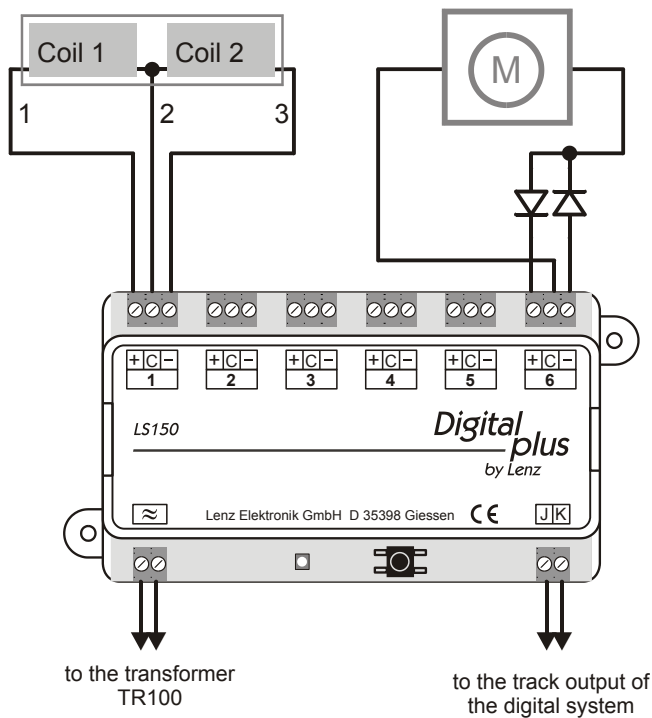 Coil 1 Coil 2
M
1 2 3
+ C - + C - + C - + C - + C - + C -
1 2 3 4 5 6
LS150
Digital
plus
by Lenz
≈ Lenz Elektronik GmbH D 35398 Giessen CE J K
to the transformer
TR100
to the track output of
the digital system